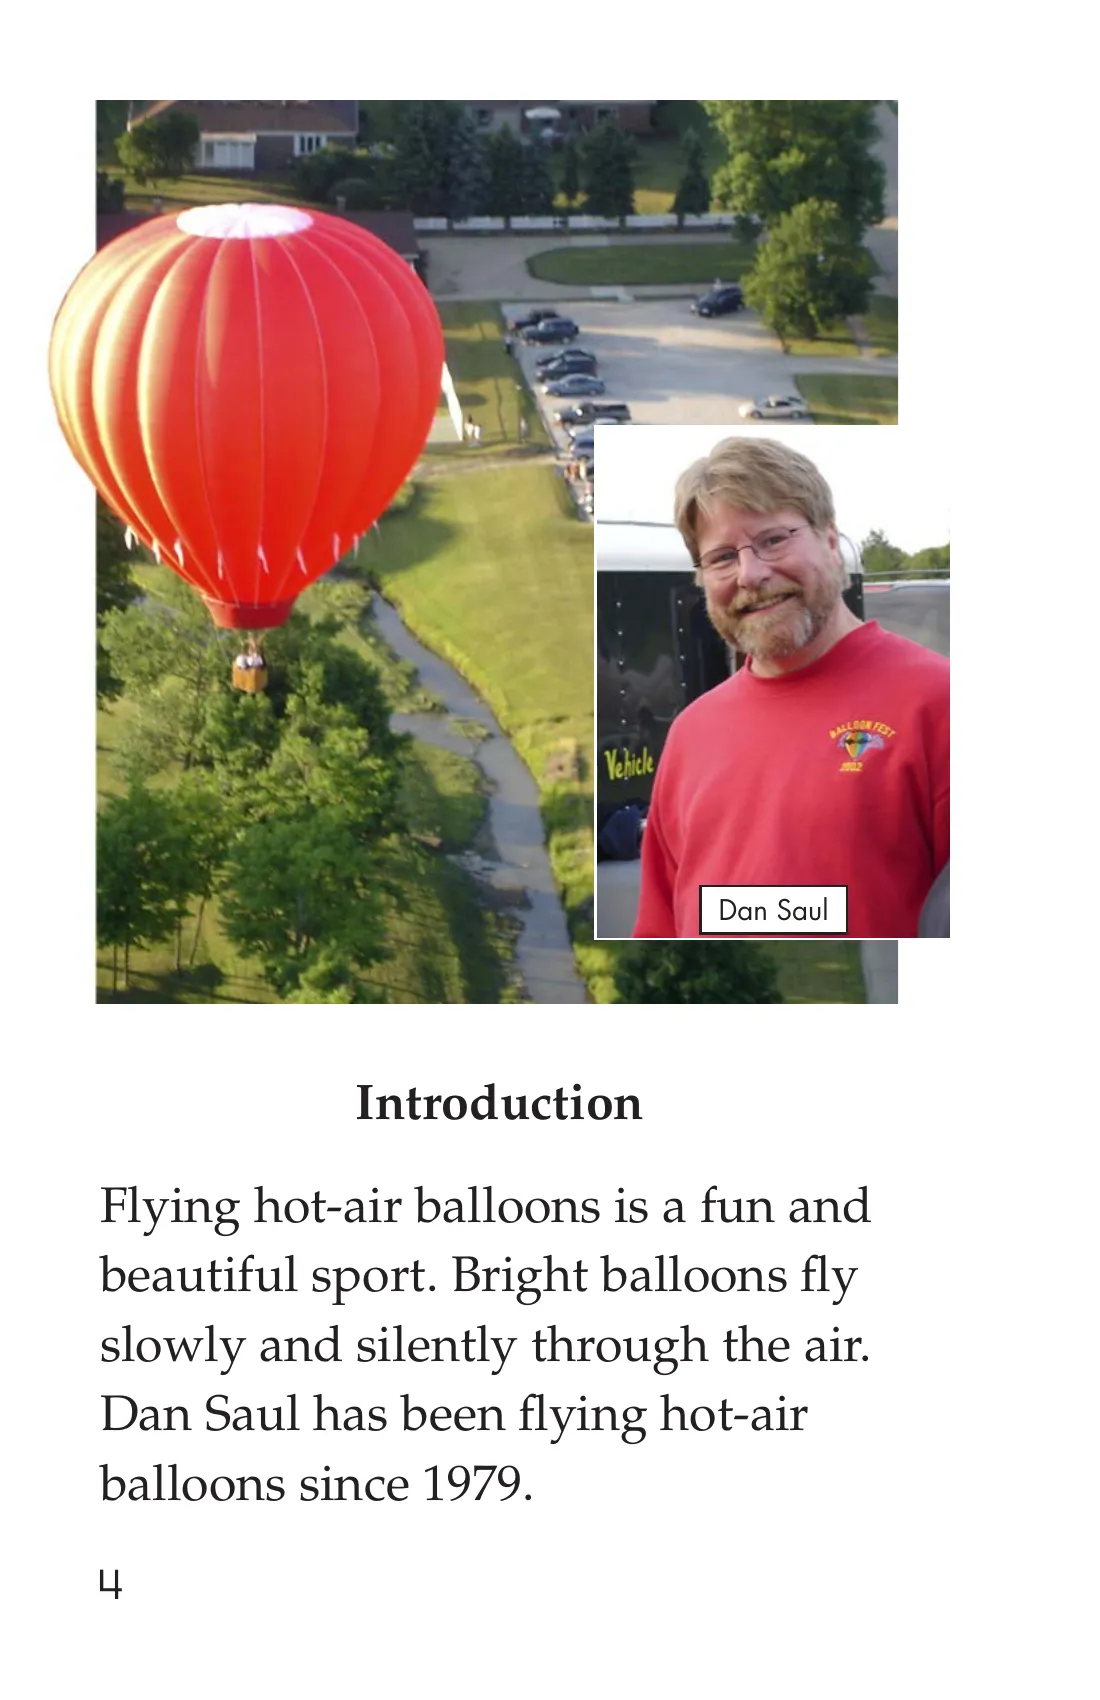 Vehicle
BALLOON FEST
Dan Saul
Introduction
Flying hot-air balloons is a fun and
beautiful sport. Bright balloons fly
slowly and silently through the air.
Dan Saul has been flying hot-air
balloons since 1979.
4